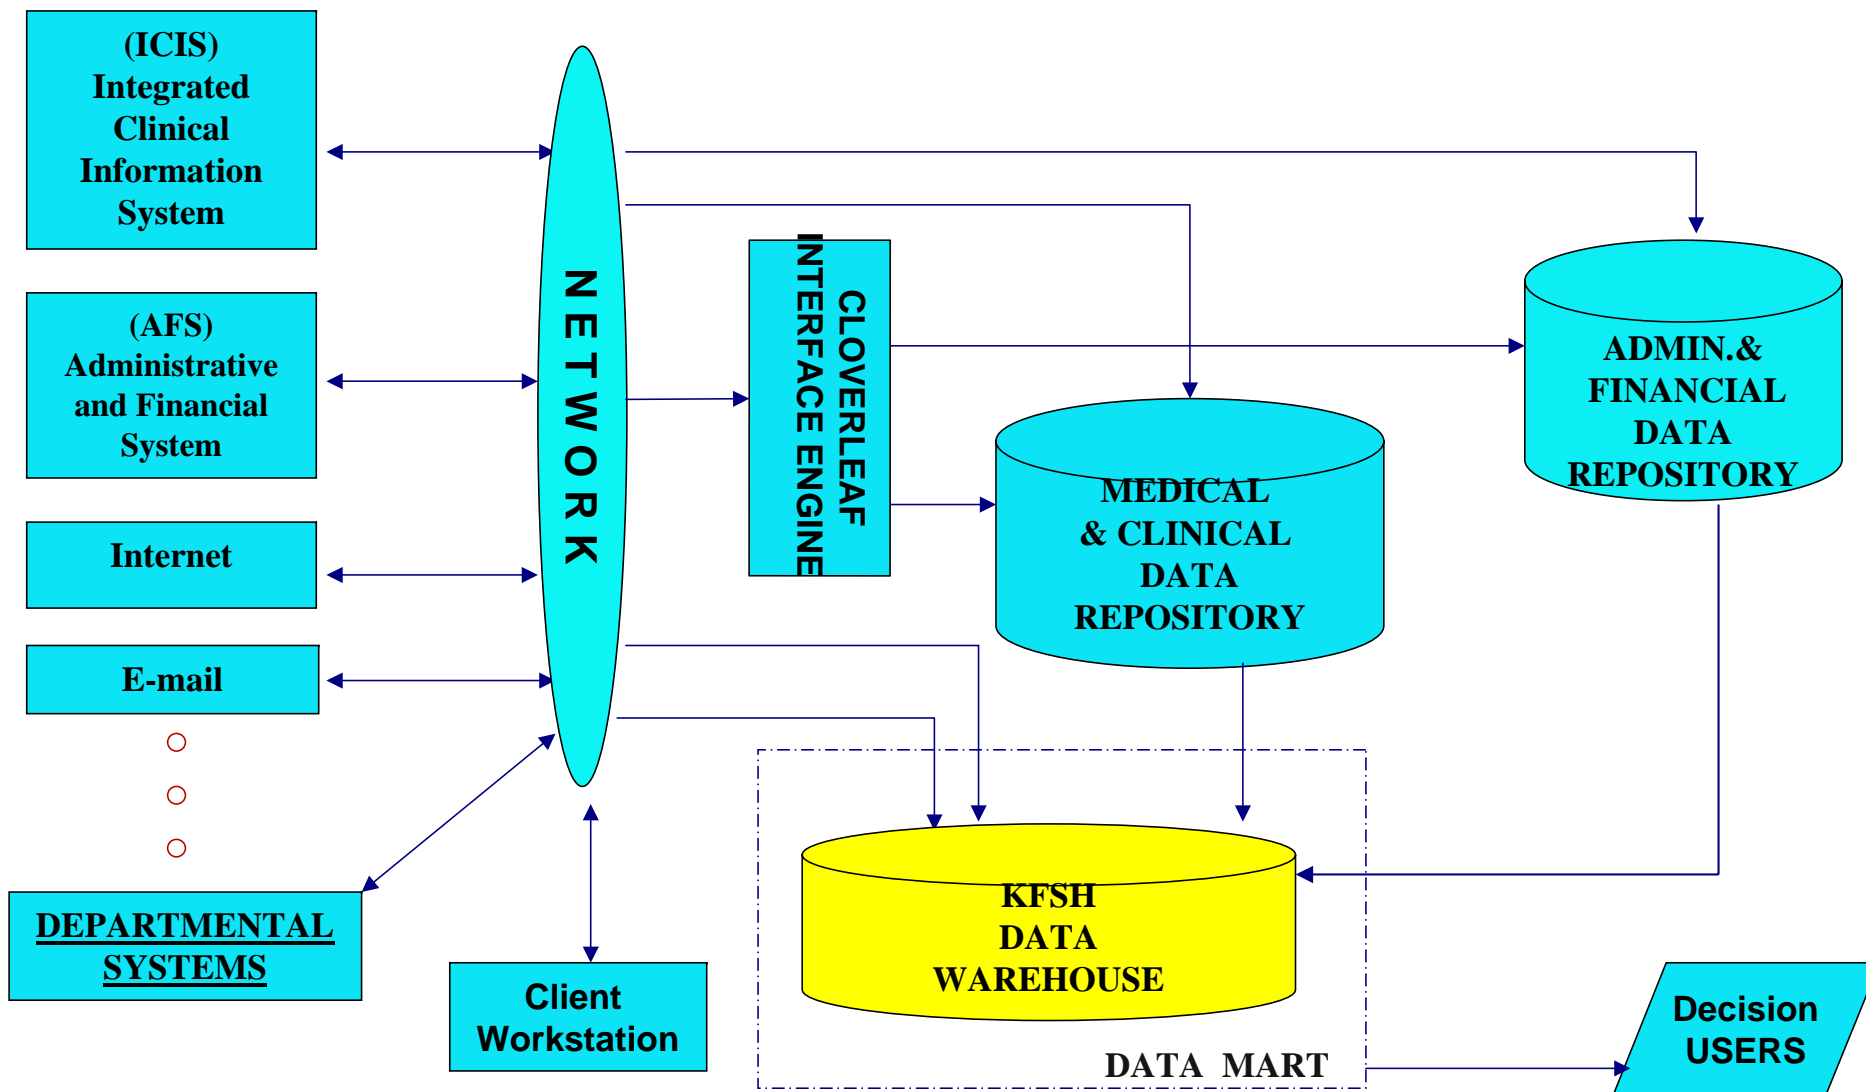 (ICIS)
Integrated
Clinical
Information
System
(AFS)
Administrative
and Financial
System
Internet
E-mail
DEPARTMENTAL
SYSTEMS
NETWORK
Client
Workstation
CLOVERLEAF
INTERFACE ENGINE
MEDICAL
& CLINICAL
DATA
REPOSITORY
ADMIN.&
FINANCIAL
DATA
REPOSITORY
KFSH
DATA
WAREHOUSE
DATA MART
Decision
USERS